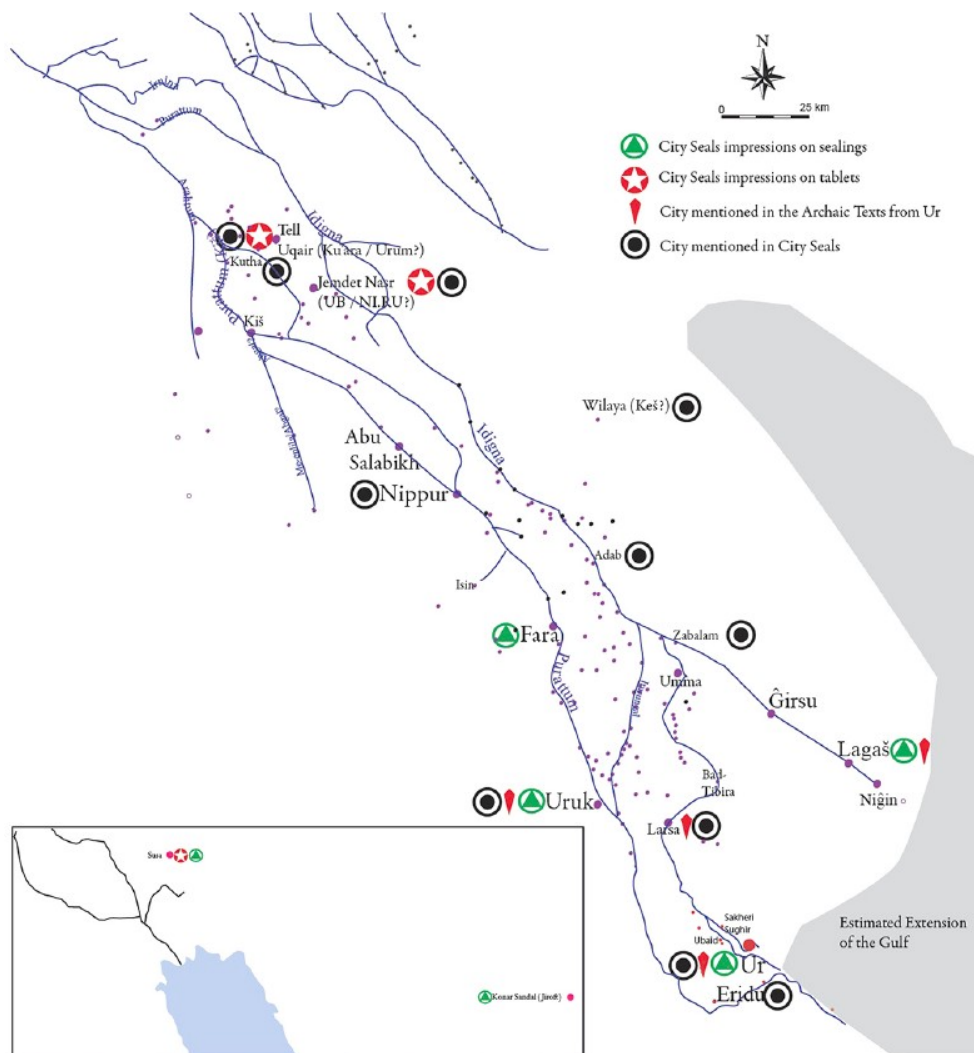 N
0 25 km
City Seals impressions on sealings
City Seals impressions on tablets
City mentioned in the Archaic Texts from Ur
City mentioned in City Seals
Irnina
Purattum
Araḫtum
Idigna
Tell
Uqair (Ku'ara / Urum?)
Kutha
Jemdet Nasr
(UB / NI.RU?)
Purattum
Kiš
Wilaya (Keš?)
Abu
Salabikh
Idigna
Nippur
Adab
Isin
Fara
Zabalam
Purattum
Umma
Ĝirsu
Lagaš
Bad-
Tibira
Niĝin
Uruk
Larsa
Susa
Sakheri
Sughir
Ubaid
Estimated Extension
of the Gulf
Ur
Eridu
Konar Sandal (Jiroft)